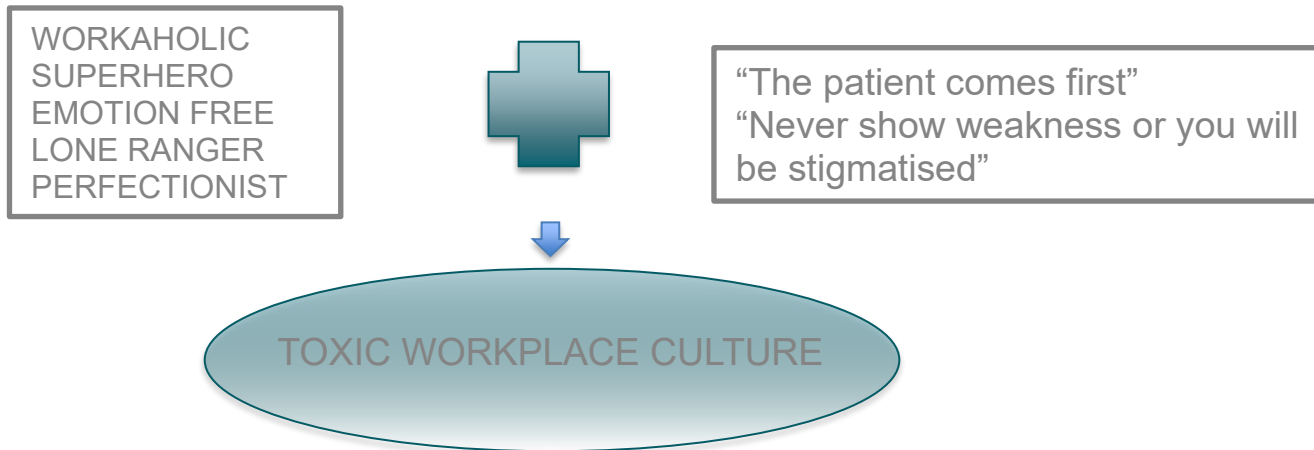 WORKAHOLIC
SUPERHERO
EMOTION FREE
LONE RANGER
PERFECTIONIST
“The patient comes first”
“Never show weakness or you will
be stigmatised”
TOXIC WORKPLACE CULTURE